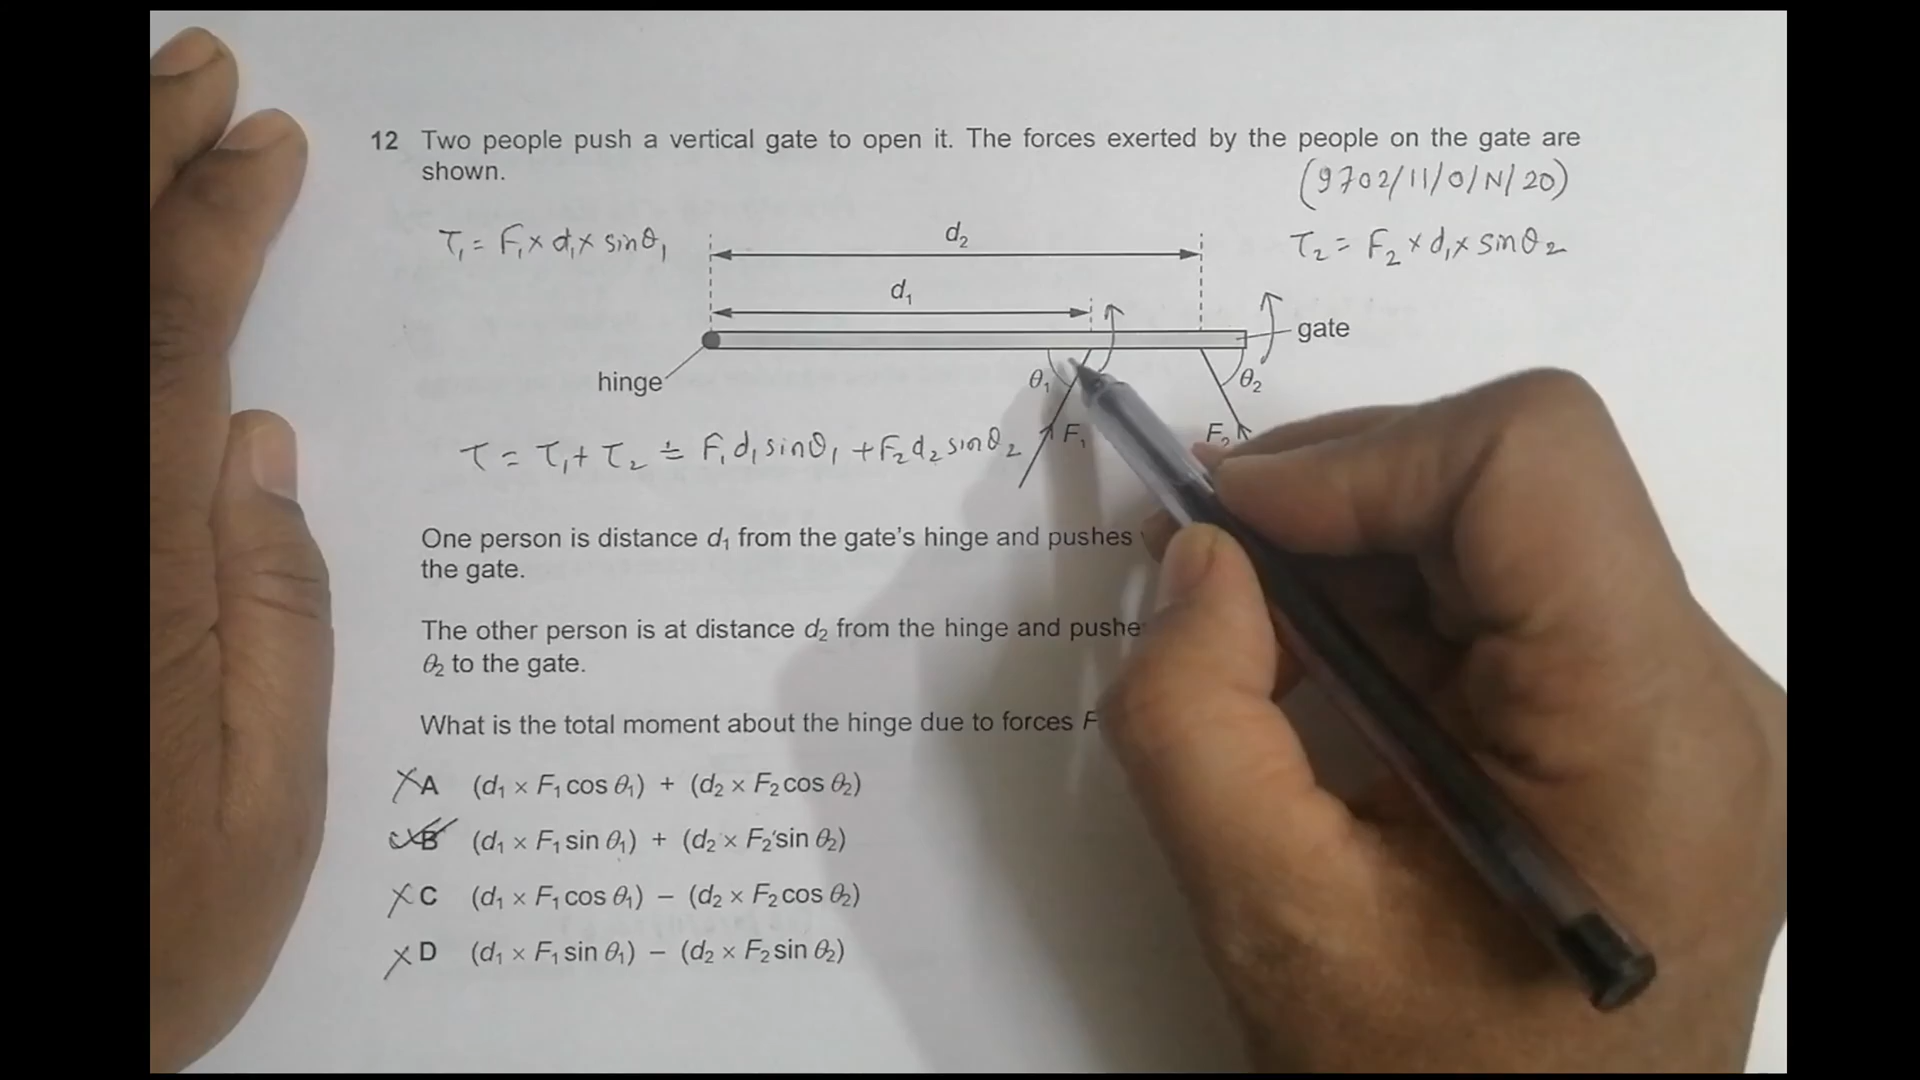 12 Two people push a vertical gate to open it. The forces exerted by the people on the gate are
shown.
(9702/11/O/N/20)
τ₁ = F₁ × d₁ × sinθ₁
d₂
τ₂ = F₂ × d₁ × sinθ₂
d₁
gate
hinge
θ₁
θ₂
τ = τ₁ + τ₂ = F₁d₁sinθ₁ + F₂d₂sinθ₂
F₁
F₂
One person is distance d₁ from the gate's hinge and pushes
the gate.
The other person is at distance d₂ from the hinge and pushe
θ₂ to the gate.
What is the total moment about the hinge due to forces F
A (d₁ × F₁ cos θ₁) + (d₂ × F₂ cos θ₂)
B (d₁ × F₁ sin θ₁) + (d₂ × F₂ sin θ₂)
C (d₁ × F₁ cos θ₁) − (d₂ × F₂ cos θ₂)
D (d₁ × F₁ sin θ₁) − (d₂ × F₂ sin θ₂)